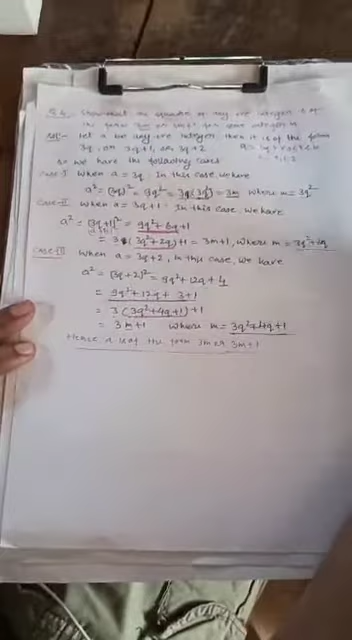 Q.4. Show that the square of any +ve integer is of
the form 3m or 3m+1 for some integer m
Sol:- Let a be any +ve integer, then it is of the form
3q, or 3q+1, or 3q+2
So we have the following cases
Case-I When a = 3q. In this case we have
a² = (3q)² = 9q² = 3q(3q²) = 3m where m = 3q²
Case-II When a = 3q+1. In this case, we have
a² = (3q+1)² = 9q²+6q+1
= 3(3q²+2q)+1 = 3m+1, where m = 3q²+2q
Case-III When a = 3q+2, in this case, we have
a² = (3q+2)² = 9q²+12q+4
= 9q²+12q+3+1
= 3(3q²+4q+1)+1
= 3m+1 where m = 3q²+4q+1
Hence a is of the form 3m or 3m+1